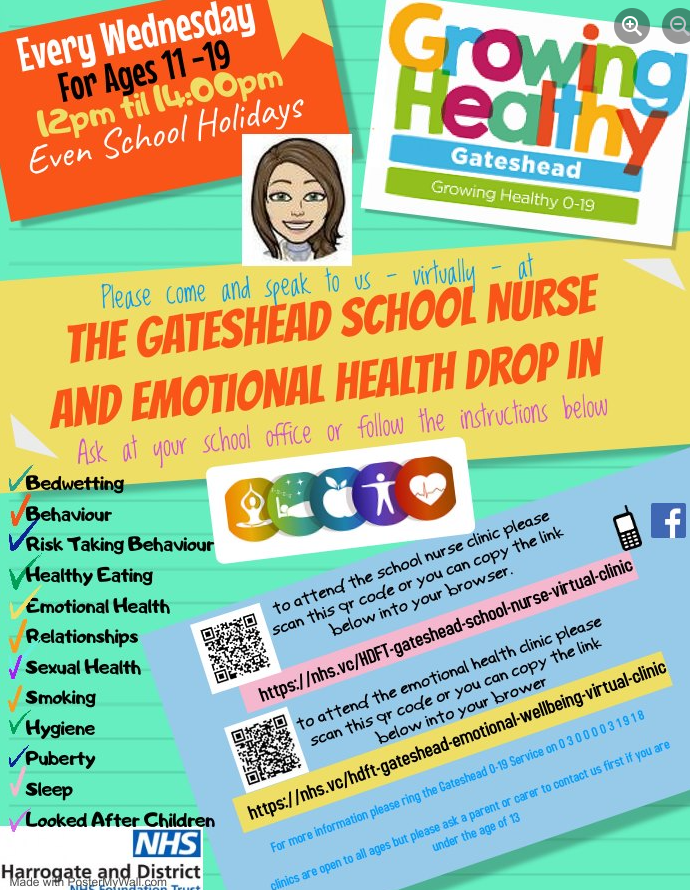 Every Wednesday
For Ages 11 -19
12pm til 14:00pm
Even School Holidays
Growing
Healthy
Gateshead
Growing Healthy 0-19
Please come and speak to us - virtually - at
THE GATESHEAD SCHOOL NURSE
AND EMOTIONAL HEALTH DROP IN
Ask at your school office or follow the instructions below
Bedwetting
Behaviour
Risk Taking Behaviour
Healthy Eating
Emotional Health
Relationships
Sexual Health
Smoking
Hygiene
Puberty
Sleep
Looked After Children
to attend the school nurse clinic please
scan this qr code or you can copy the link
below into your browser.
https://nhs.vc/HDFT-gateshead-school-nurse-virtual-clinic
to attend the emotional health clinic please
scan this qr code or you can copy the link
below into your brower
https://nhs.vc/hdft-gateshead-emotional-wellbeing-virtual-clinic
For more information please ring the Gateshead 0-19 Service on 0 3 0 0 0 0 3 1 9 1 8
clinics are open to all ages but please ask a parent or carer to contact us first if you are
under the age of 13
NHS
Harrogate and District
NHS Foundation Trust
Made with PosterMyWall.com